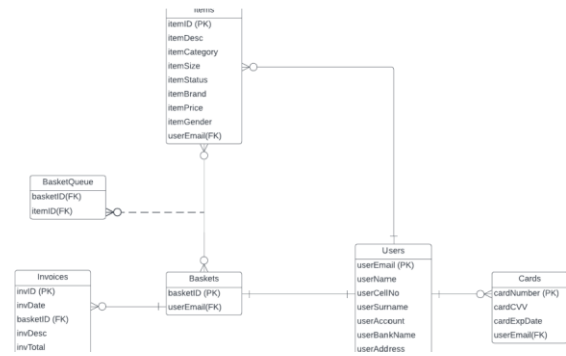 Items
itemID (PK)
itemDesc
itemCategory
itemSize
itemStatus
itemBrand
itemPrice
itemGender
userEmail(FK)
BasketQueue
basketID(FK)
itemID(FK)
Invoices
invID (PK)
invDate
basketID (FK)
invDesc
invTotal
Baskets
basketID (PK)
userEmail(FK)
Users
userEmail (PK)
userName
userCellNo
userSurname
userAccount
userBankName
userAddress
Cards
cardNumber (PK)
cardCVV
cardExpDate
userEmail(FK)